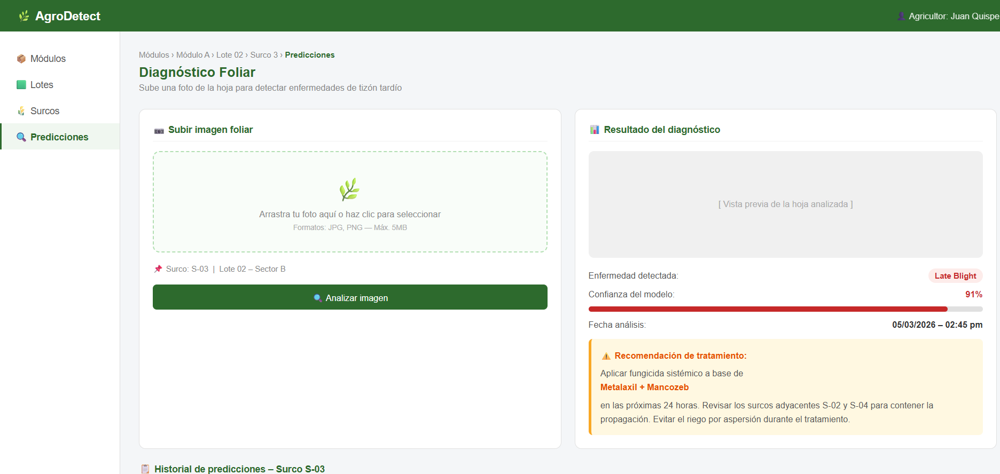 AgroDetect
Agricultor: Juan Quispe
Módulos
Lotes
Surcos
Predicciones
Módulos › Módulo A › Lote 02 › Surco 3 › Predicciones
Diagnóstico Foliar
Sube una foto de la hoja para detectar enfermedades de tizón tardío
Subir imagen foliar
Arrastra tu foto aquí o haz clic para seleccionar
Formatos: JPG, PNG — Máx. 5MB
Surco: S-03 | Lote 02 – Sector B
Analizar imagen
Resultado del diagnóstico
[ Vista previa de la hoja analizada ]
Enfermedad detectada: Late Blight
Confianza del modelo: 91%
Fecha análisis: 05/03/2026 – 02:45 pm
Recomendación de tratamiento:
Aplicar fungicida sistémico a base de
Metalaxil + Mancozeb
en las próximas 24 horas. Revisar los surcos adyacentes S-02 y S-04 para contener la
propagación. Evitar el riego por aspersión durante el tratamiento.
Historial de predicciones – Surco S-03